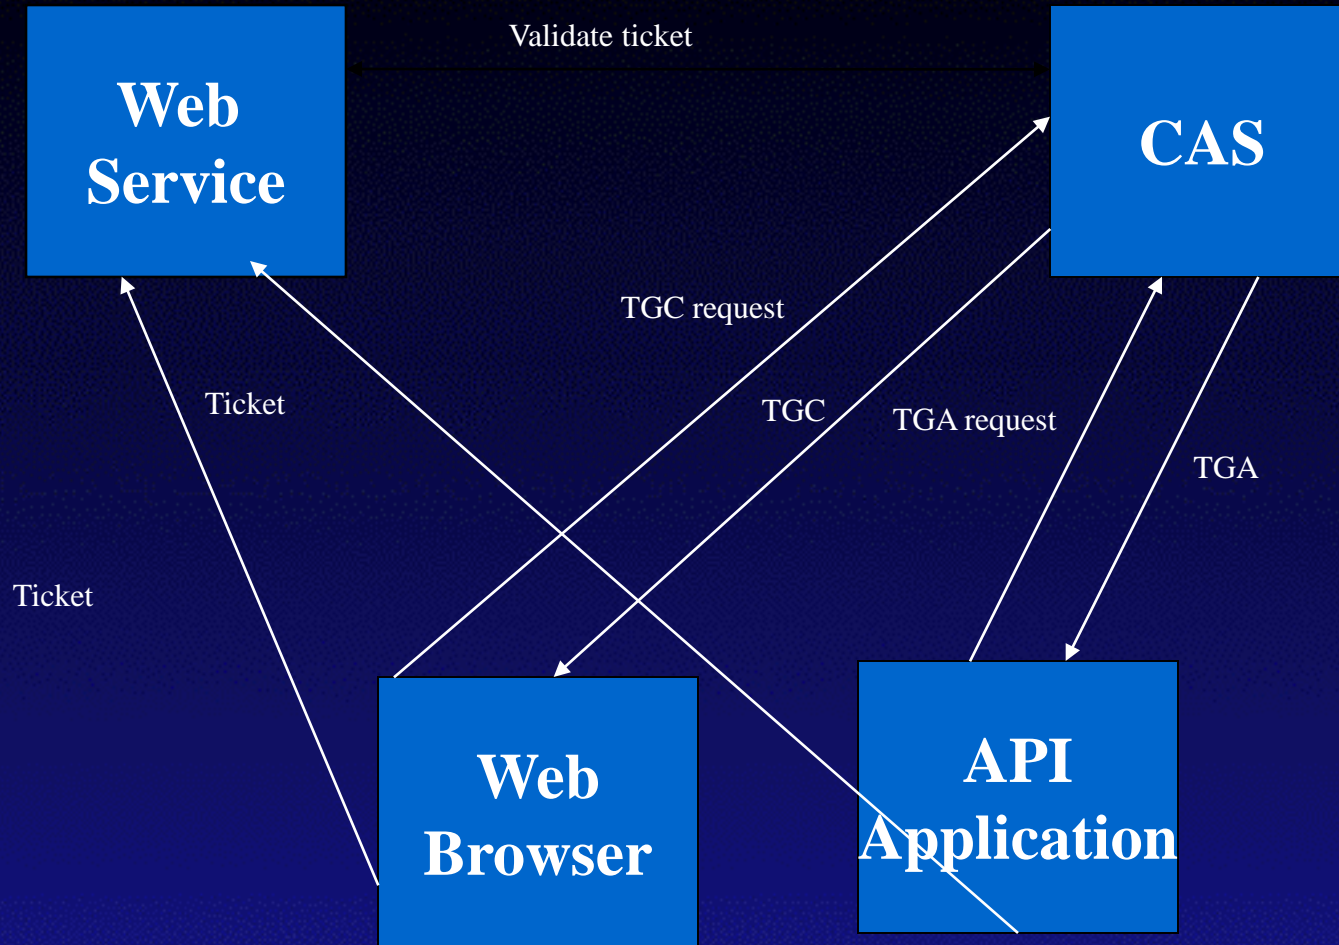 Validate ticket
Web
Service
CAS
TGC request
Ticket
TGC
TGA request
TGA
Ticket
Web
Browser
API
Application